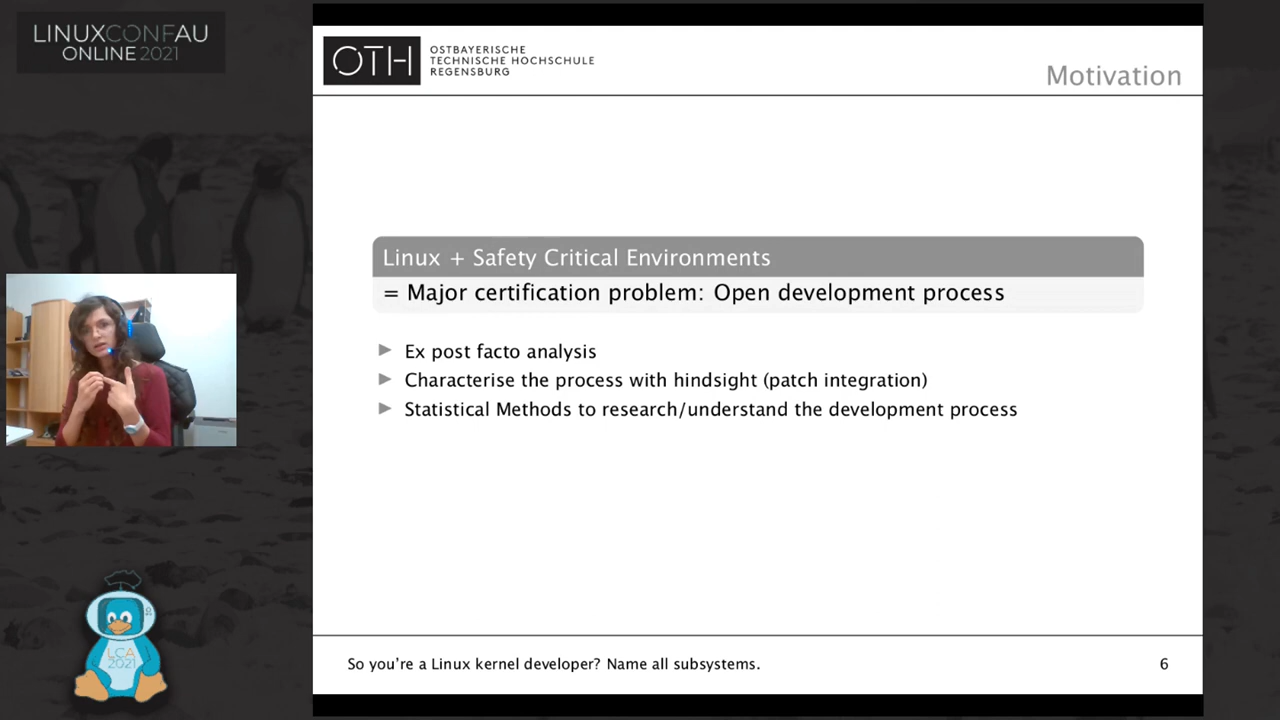 LINUXCONFAU
ONLINE 2021
OTH
OSTBAYERISCHE
TECHNISCHE HOCHSCHULE
REGENSBURG
Motivation
Linux + Safety Critical Environments
= Major certification problem: Open development process
Ex post facto analysis
Characterise the process with hindsight (patch integration)
Statistical Methods to research/understand the development process
LCA
2021
So you're a Linux kernel developer? Name all subsystems.
6